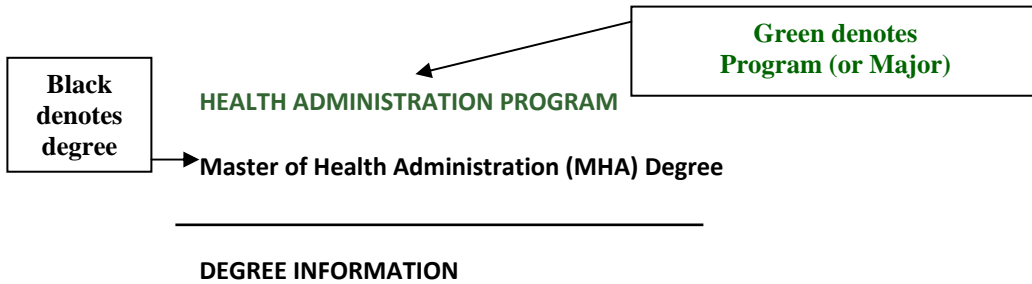 Green denotes
Program (or Major)
Black
denotes
degree
HEALTH ADMINISTRATION PROGRAM
Master of Health Administration (MHA) Degree
DEGREE INFORMATION